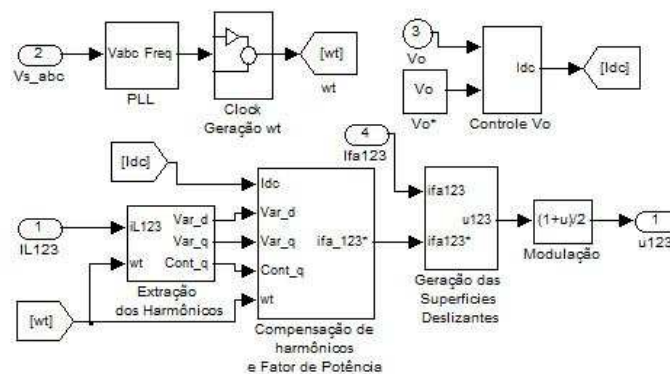 2
Vs_abc
Vabc Freq
PLL
Clock
Geração wt
[wt]
wt
3
Vo
Vo
Vo*
Idc
Controle Vo
[Idc]
[Idc]
4
Ifa123
1
IL123
iL123
wt
Var_d
Var_q
Cont_q
Extração
dos Harmônicos
[wt]
Idc
Var_d
Var_q
Cont_q
wt
ifa_123*
Compensação de
harmônicos
e Fator de Potência
ifa123
ifa123*
u123
Geração das
Superficies
Deslizantes
(1+u)/2
Modulação
1
u123